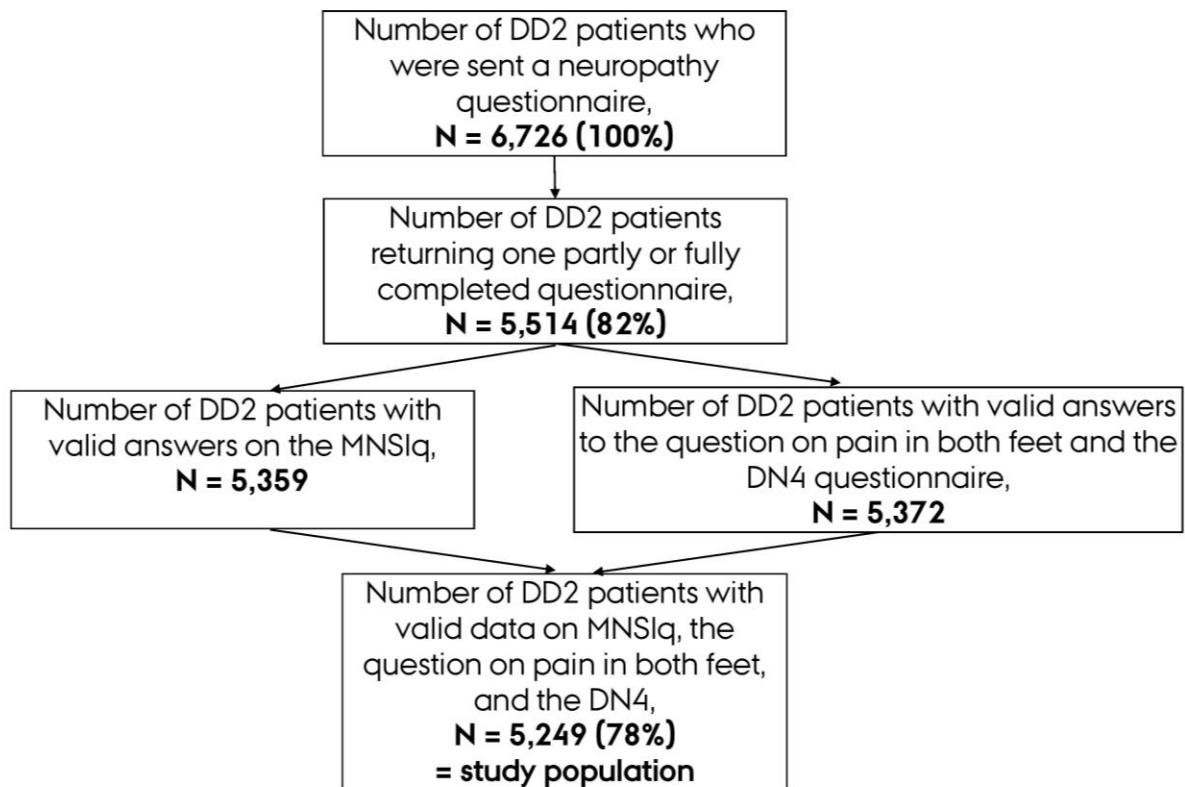 Number of DD2 patients who
were sent a neuropathy
questionnaire,
N = 6,726 (100%)
Number of DD2 patients
returning one partly or fully
completed questionnaire,
N = 5,514 (82%)
Number of DD2 patients with
valid answers on the MNSIq,
N = 5,359
Number of DD2 patients with valid answers
to the question on pain in both feet and the
DN4 questionnaire,
N = 5,372
Number of DD2 patients with
valid data on MNSIq, the
question on pain in both feet,
and the DN4,
N = 5,249 (78%)
= study population